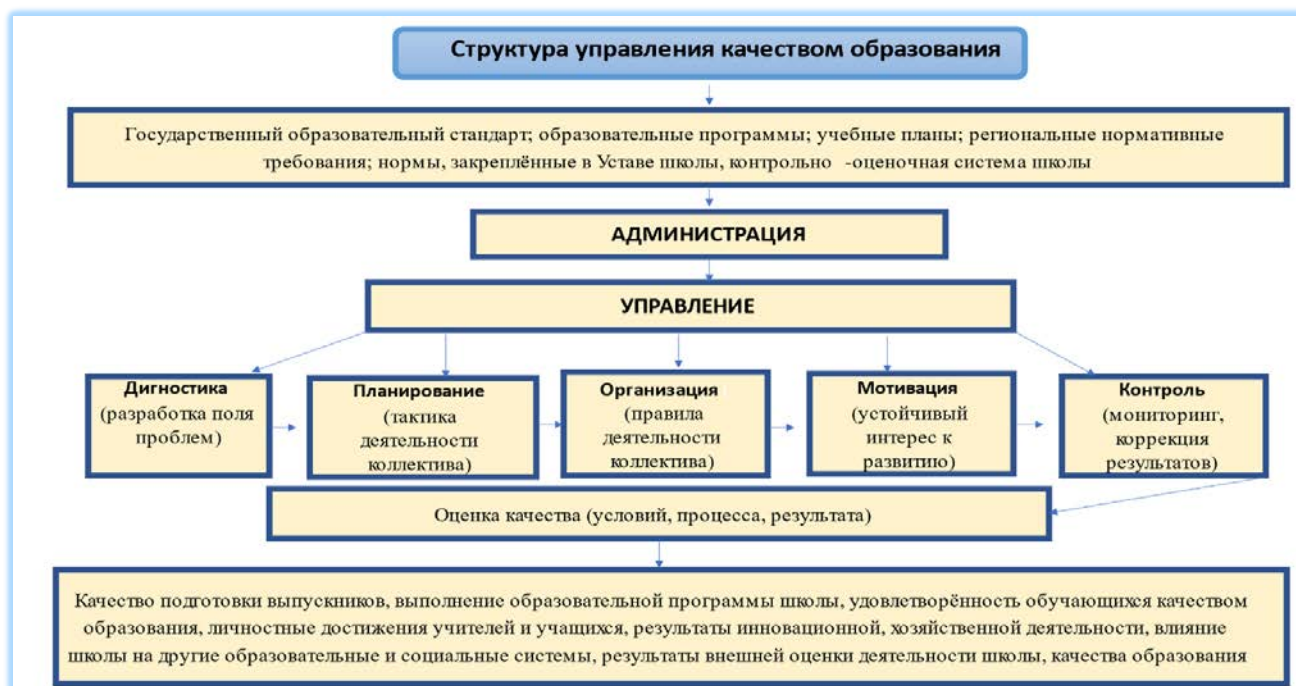 Структура управления качеством образования
Государственный образовательный стандарт; образовательные программы; учебные планы; региональные нормативные
требования; нормы, закреплённые в Уставе школы, контрольно -оценочная система школы
АДМИНИСТРАЦИЯ
УПРАВЛЕНИЕ
Дигностика
(разработка поля
проблем)
Планирование
(тактика
деятельности
коллектива)
Организация
(правила
деятельности
коллектива)
Мотивация
(устойчивый
интерес к
развитию)
Контроль
(мониторинг,
коррекция
результатов)
Оценка качества (условий, процесса, результата)
Качество подготовки выпускников, выполнение образовательной программы школы, удовлетворённость обучающихся качеством
образования, личностные достижения учителей и учащихся, результаты инновационной, хозяйственной деятельности, влияние
школы на другие образовательные и социальные системы, результаты внешней оценки деятельности школы, качества образования